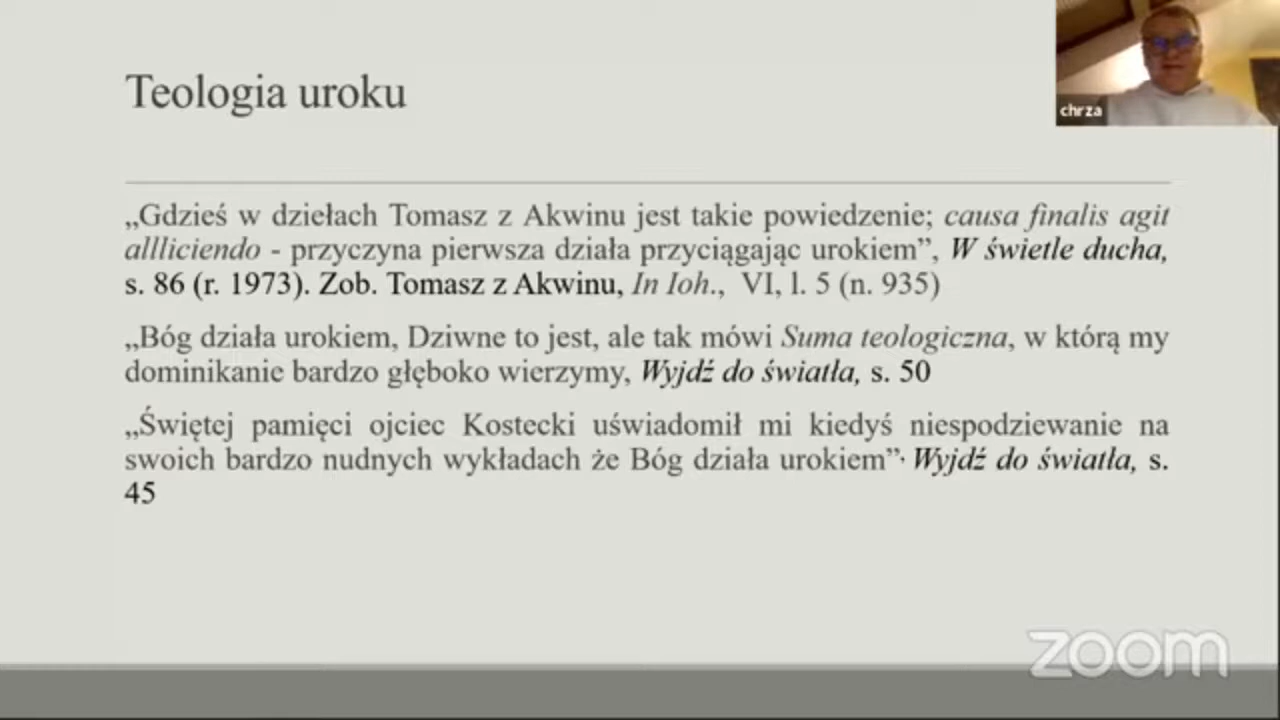 Teologia uroku
chrza
„Gdzieś w dziełach Tomasz z Akwinu jest takie powiedzenie; causa finalis agit
allliciendo - przyczyna pierwsza działa przyciągając urokiem”, W świetle ducha,
s. 86 (r. 1973). Zob. Tomasz z Akwinu, In Ioh., VI, l. 5 (n. 935)
„Bóg działa urokiem, Dziwne to jest, ale tak mówi Suma teologiczna, w którą my
dominikanie bardzo głęboko wierzymy, Wyjdź do światła, s. 50
„Świętej pamięci ojciec Kostecki uświadomił mi kiedyś niespodziewanie na
swoich bardzo nudnych wykładach że Bóg działa urokiem”. Wyjdź do światła, s.
45
zoom